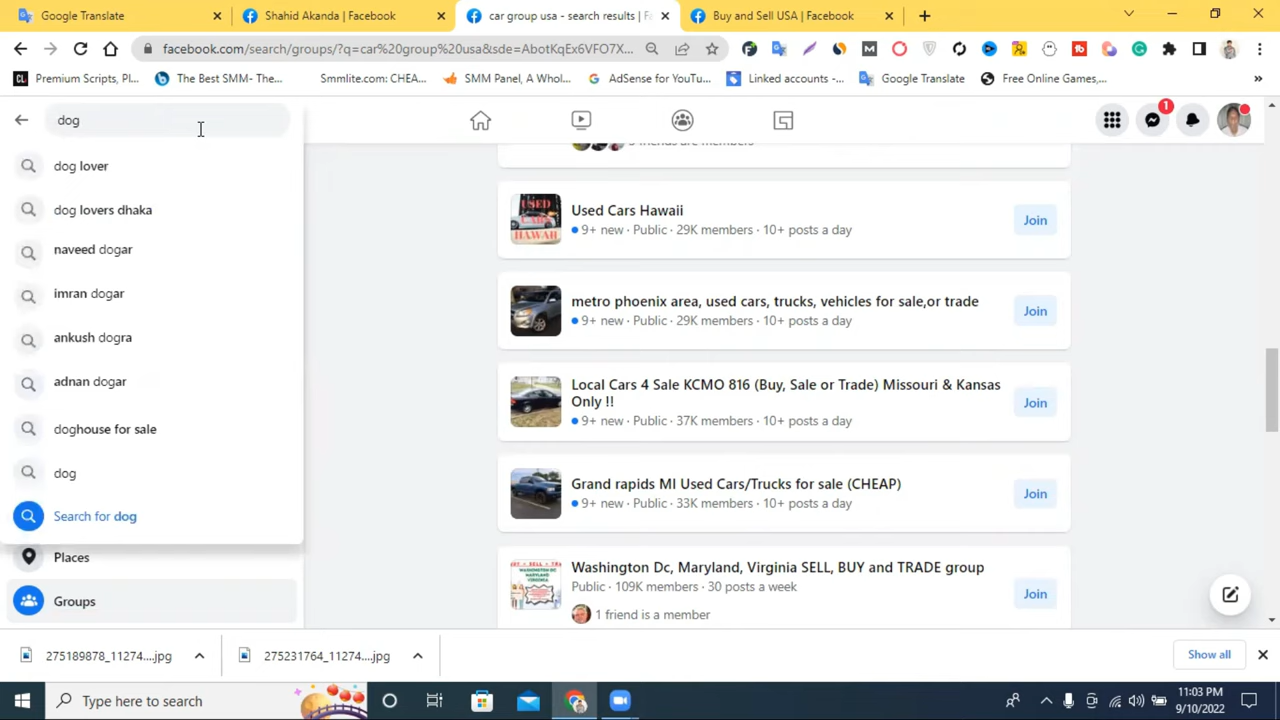 Google Translate
Shahid Akanda | Facebook
car group usa - search results | F
Buy and Sell USA | Facebook
facebook.com/search/groups/?q=car%20group%20usa&sde=AbotKqEx6VFO7X...
Premium Scripts, Pl...
The Best SMM- The...
Smmlite.com: CHEA...
SMM Panel, A Whol...
AdSense for YouTu...
Linked accounts -...
Google Translate
Free Online Games,...
dog
1
dog lover
dog lovers dhaka
naveed dogar
imran dogar
ankush dogra
adnan dogar
doghouse for sale
dog
Search for dog
Places
Groups
3 friends are members
Used Cars Hawaii
9+ new · Public · 29K members · 10+ posts a day
Join
metro phoenix area, used cars, trucks, vehicles for sale,or trade
9+ new · Public · 29K members · 10+ posts a day
Join
Local Cars 4 Sale KCMO 816 (Buy, Sale or Trade) Missouri & Kansas
Only !!
9+ new · Public · 37K members · 10+ posts a day
Join
Grand rapids MI Used Cars/Trucks for sale (CHEAP)
9+ new · Public · 33K members · 10+ posts a day
Join
Washington Dc, Maryland, Virginia SELL, BUY and TRADE group
Public · 109K members · 30 posts a week
1 friend is a member
Join
275189878_11274....jpg
275231764_11274....jpg
Show all
Type here to search
11:03 PM
9/10/2022